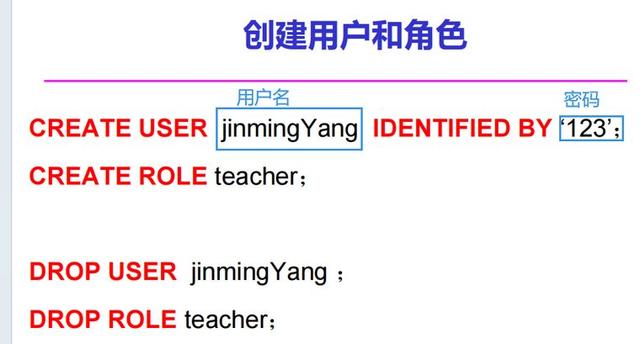 创建用户和角色
用户名 密码
CREATE USER jinmingYang IDENTIFIED BY ‘123’；
CREATE ROLE teacher；
DROP USER jinmingYang ；
DROP ROLE teacher；